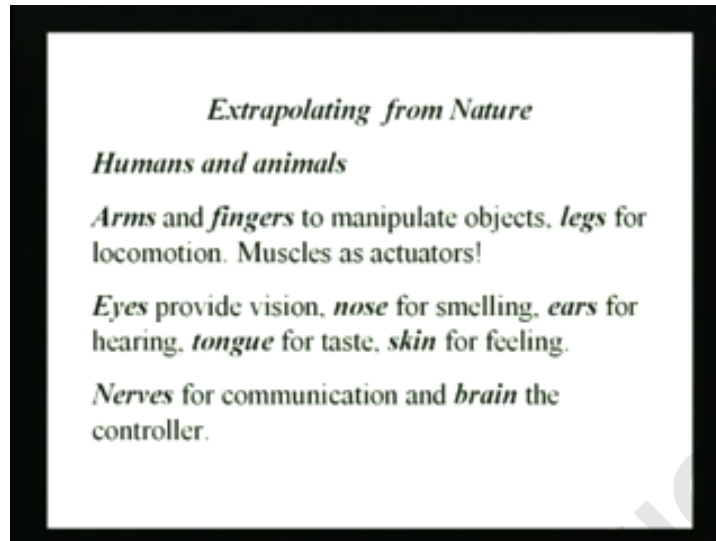 Extrapolating from Nature
Humans and animals
Arms and fingers to manipulate objects, legs for
locomotion. Muscles as actuators!
Eyes provide vision, nose for smelling, ears for
hearing, tongue for taste, skin for feeling.
Nerves for communication and brain the
controller.